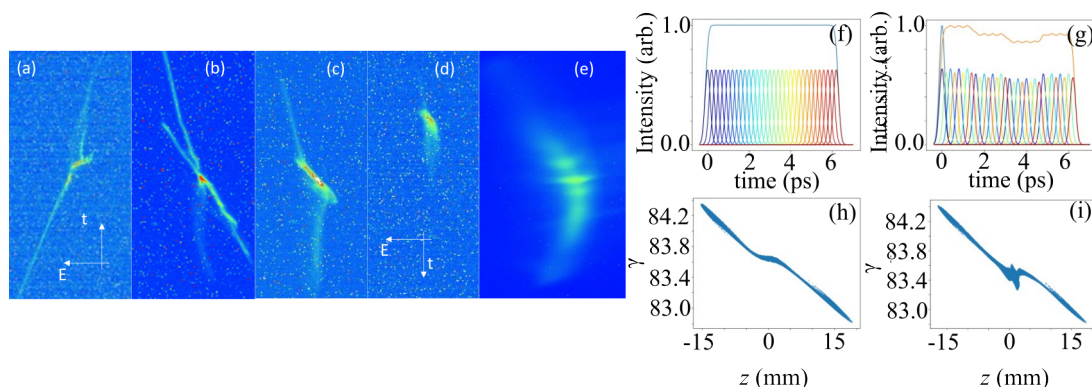 (a)
(b)
(c)
(d)
(e)
t
E
E
t
Intensity (arb.)
1.0
0.0
(f)
0 2 4 6
time (ps)
Intensity (arb.)
1.0
0.0
(g)
0 2 4 6
time (ps)
γ
84.2
83.8
83.4
83.0
(h)
-15 0 15
z (mm)
γ
84.2
83.8
83.4
83.0
(i)
-15 0 15
z (mm)